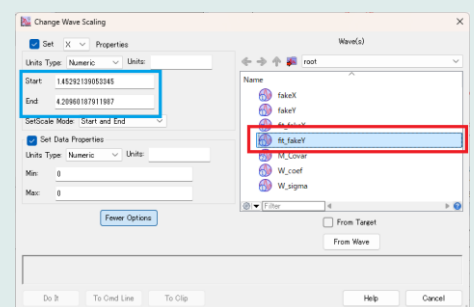 Change Wave Scaling
Set X Properties
Units Type: Numeric Units:
Start 1.45292139053345
End: 4.20960187911987
SetScale Mode: Start and End
Set Data Properties
Units Type: Numeric Units:
Min: 0
Max: 0
Fewer Options
Wave(s)
root
Name
fakeX
fakeY
fit_fakeX
fit_fakeY
M_Covar
W_coef
W_sigma
Filter
From Target
From Wave
Do It
To Cmd Line
To Clip
Help
Cancel